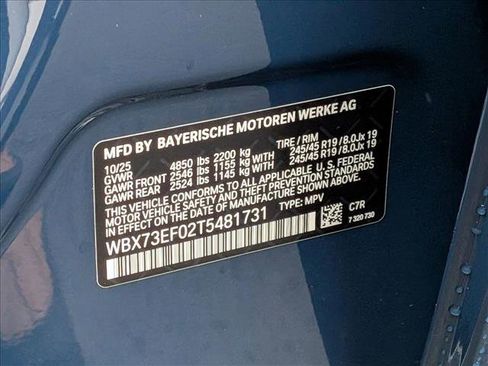 MFD BY BAYERISCHE MOTOREN WERKE AG
10/25 TIRE / RIM
GVWR 4850 lbs 2200 kg
GAWR FRONT 2546 lbs 1155 kg WITH 245/45 R19 /8.0Jx 19
GAWR REAR 2524 lbs 1145 kg WITH 245/45 R19 /8.0Jx 19
THIS VEHICLE CONFORMS TO ALL APPLICABLE U.S. FEDERAL
MOTOR VEHICLE SAFETY AND THEFT PREVENTION STANDARDS
IN EFFECT ON THE DATE OF MANUFACTURE SHOWN ABOVE.
WBX73EF02T5481731 TYPE: MPV C7R
7 320 730